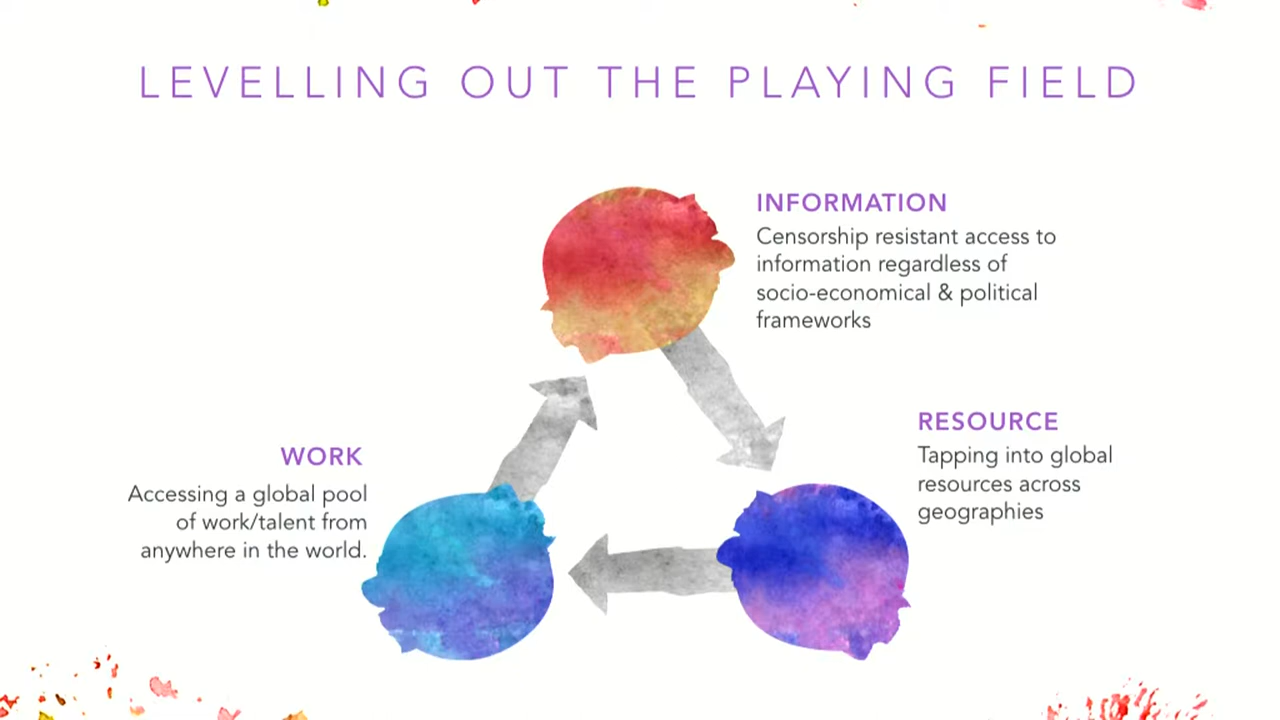 LEVELLING OUT THE PLAYING FIELD
INFORMATION
Censorship resistant access to
information regardless of
socio-economical & political
frameworks
RESOURCE
Tapping into global
resources across
geographies
WORK
Accessing a global pool
of work/talent from
anywhere in the world.